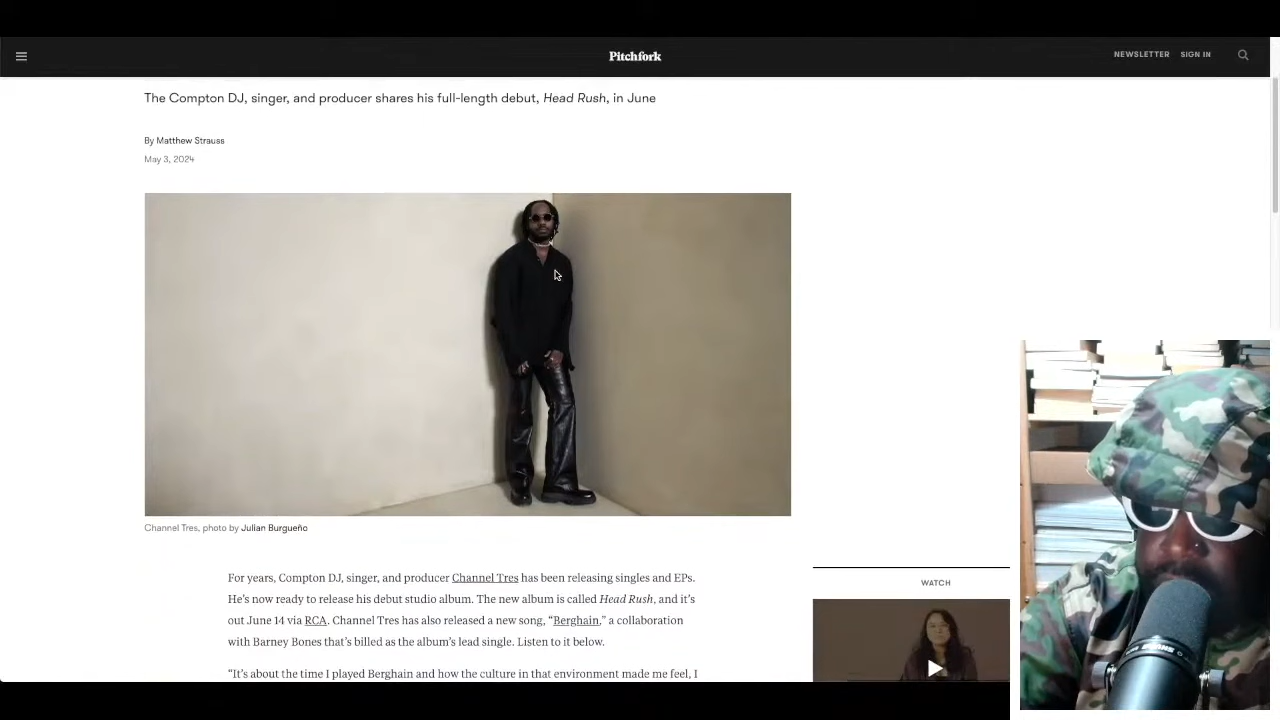 Pitchfork
NEWSLETTER SIGN IN
The Compton DJ, singer, and producer shares his full-length debut, Head Rush, in June
By Matthew Strauss
May 3, 2024
Channel Tres, photo by Julian Burgueño
For years, Compton DJ, singer, and producer Channel Tres has been releasing singles and EPs.
He's now ready to release his debut studio album. The new album is called Head Rush, and it's
out June 14 via RCA. Channel Tres has also released a new song, “Berghain,” a collaboration
with Barney Bones that's billed as the album's lead single. Listen to it below.
“It's about the time I played Berghain and how the culture in that environment made me feel, I
WATCH